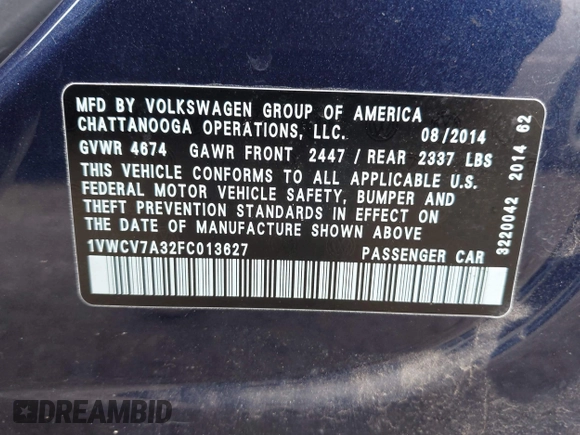 MFD BY VOLKSWAGEN GROUP OF AMERICA
CHATTANOOGA OPERATIONS, LLC. 08/2014
GVWR 4674 GAWR FRONT 2447 / REAR 2337 LBS
THIS VEHICLE CONFORMS TO ALL APPLICABLE U.S.
FEDERAL MOTOR VEHICLE SAFETY, BUMPER AND
THEFT PREVENTION STANDARDS IN EFFECT ON
THE DATE OF MANUFACTURE SHOWN ABOVE
1VWCV7A32FC013627 PASSENGER CAR
3220042 2014 62
DREAMBID